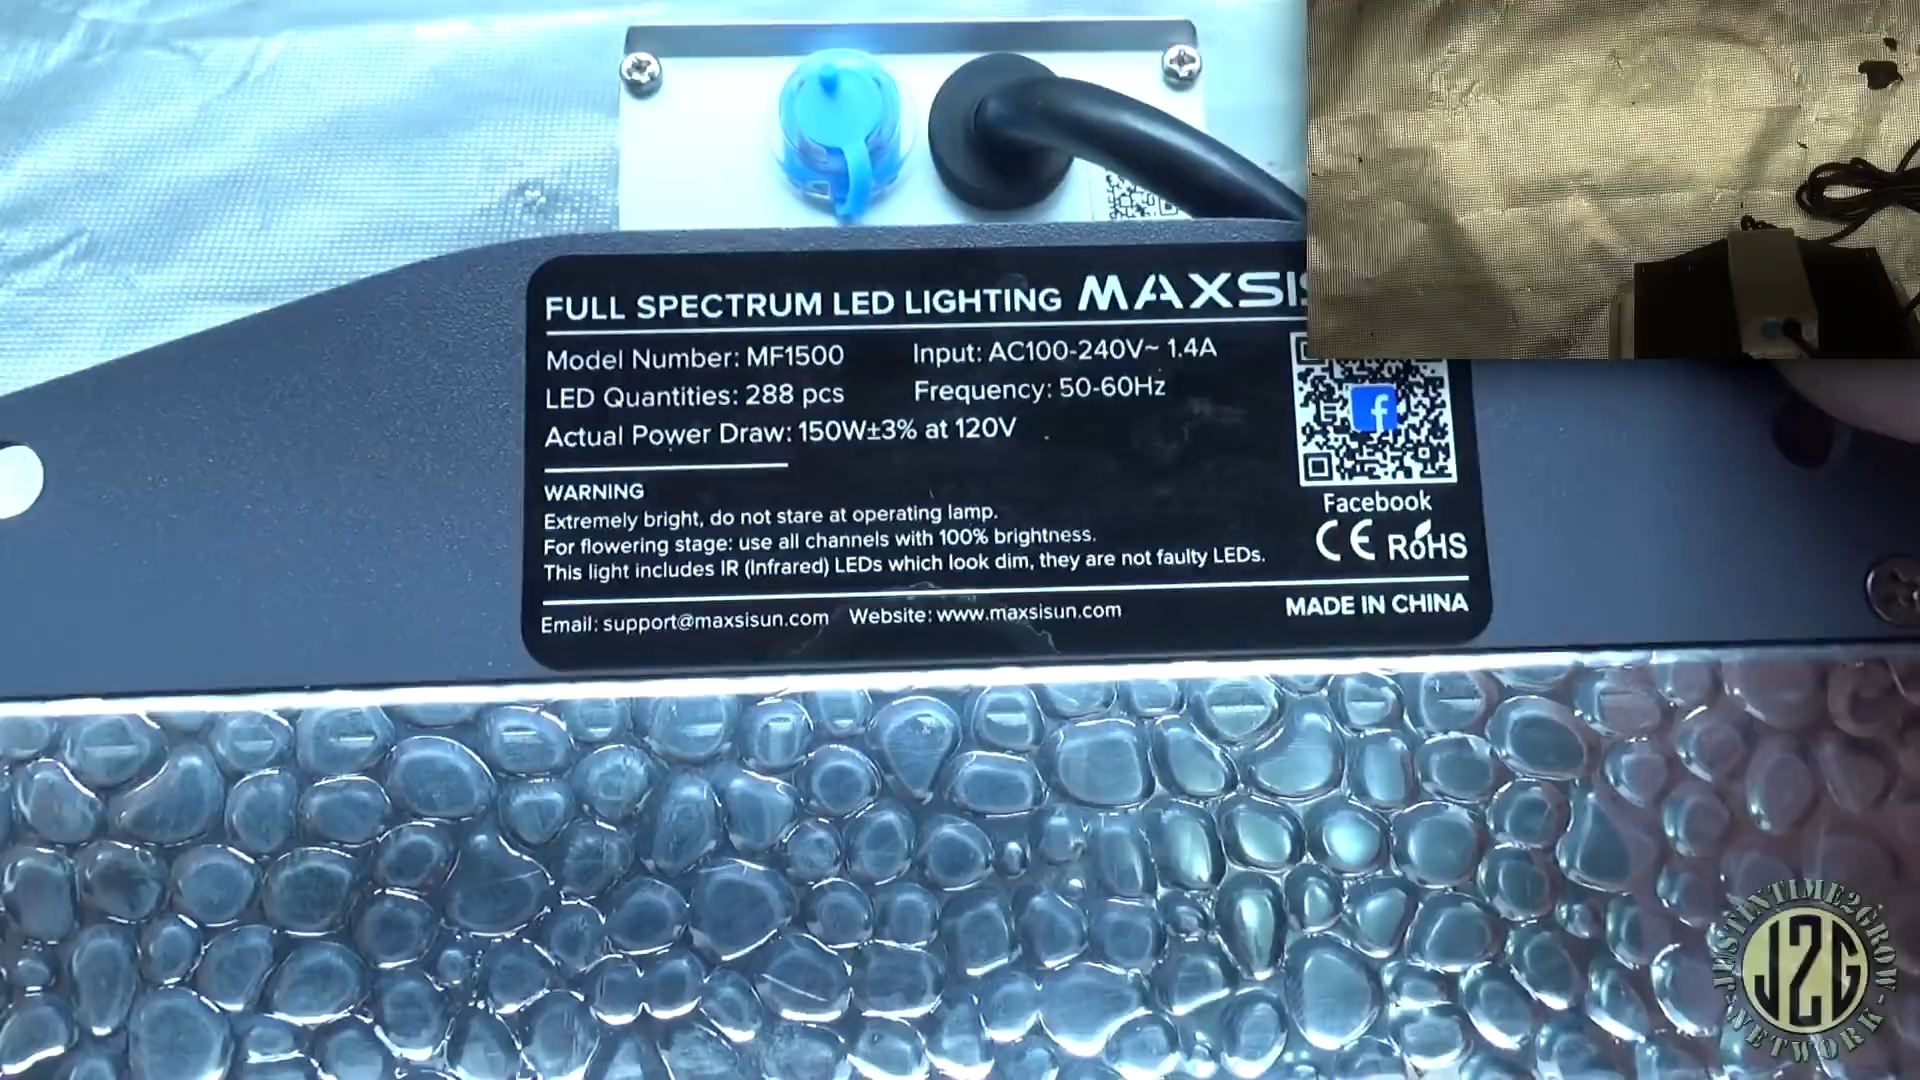 FULL SPECTRUM LED LIGHTING MAXSIS
Model Number: MF1500 Input: AC100-240V~ 1.4A
LED Quantities: 288 pcs Frequency: 50-60Hz
Actual Power Draw: 150W±3% at 120V
WARNING
Extremely bright, do not stare at operating lamp.
For flowering stage: use all channels with 100% brightness.
This light includes IR (Infrared) LEDs which look dim, they are not faulty LEDs.
f
Facebook
CE RoHS
Email: support@maxsisun.com Website: www.maxsisun.com
MADE IN CHINA
JUSTINTIME2GROW
J2G
NETWORK